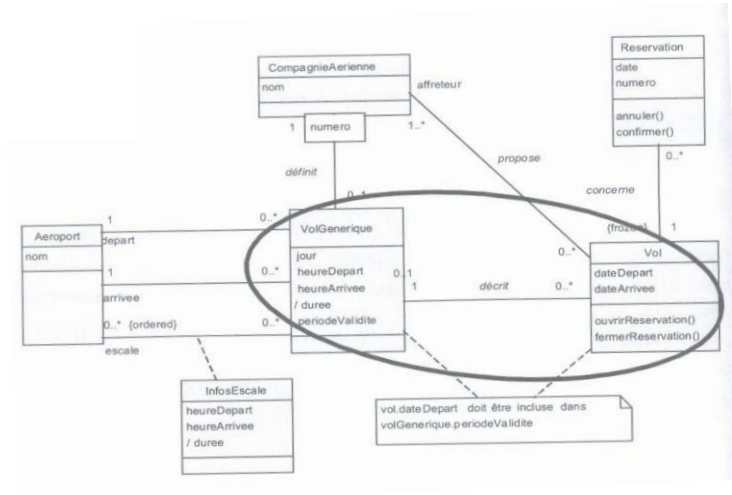 Reservation
date
numero
annuler()
confirmer()
CompagnieAerienne
nom
affreteur
1
numero
1..*
0..*
définit
propose
concerne
0..1
{frozen}
1
Aeroport
nom
1
depart
0..*
VolGenerique
jour
heureDepart
heureArrivee
/ duree
periodeValidite
0..*
Vol
dateDepart
dateArrivee
ouvrirReservation()
fermerReservation()
1
arrivee
0..*
0..1
1
décrit
0..*
0..* {ordered}
escale
0..*
InfosEscale
heureDepart
heureArrivee
/ duree
vol.dateDepart doit être incluse dans
volGenerique.periodeValidite